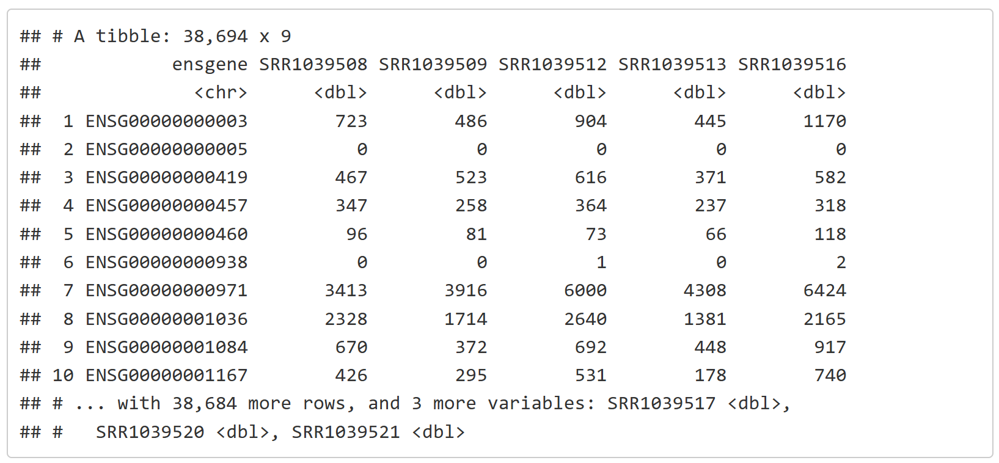 ## # A tibble: 38,694 x 9
##            ensgene SRR1039508 SRR1039509 SRR1039512 SRR1039513 SRR1039516
##              <chr>      <dbl>      <dbl>      <dbl>      <dbl>      <dbl>
##  1 ENSG00000000003        723        486        904        445       1170
##  2 ENSG00000000005          0          0          0          0          0
##  3 ENSG00000000419        467        523        616        371        582
##  4 ENSG00000000457        347        258        364        237        318
##  5 ENSG00000000460         96         81         73         66        118
##  6 ENSG00000000938          0          0          1          0          2
##  7 ENSG00000000971       3413       3916       6000       4308       6424
##  8 ENSG00000001036       2328       1714       2640       1381       2165
##  9 ENSG00000001084        670        372        692        448        917
## 10 ENSG00000001167        426        295        531        178        740
## # ... with 38,684 more rows, and 3 more variables: SRR1039517 <dbl>,
## #   SRR1039520 <dbl>, SRR1039521 <dbl>